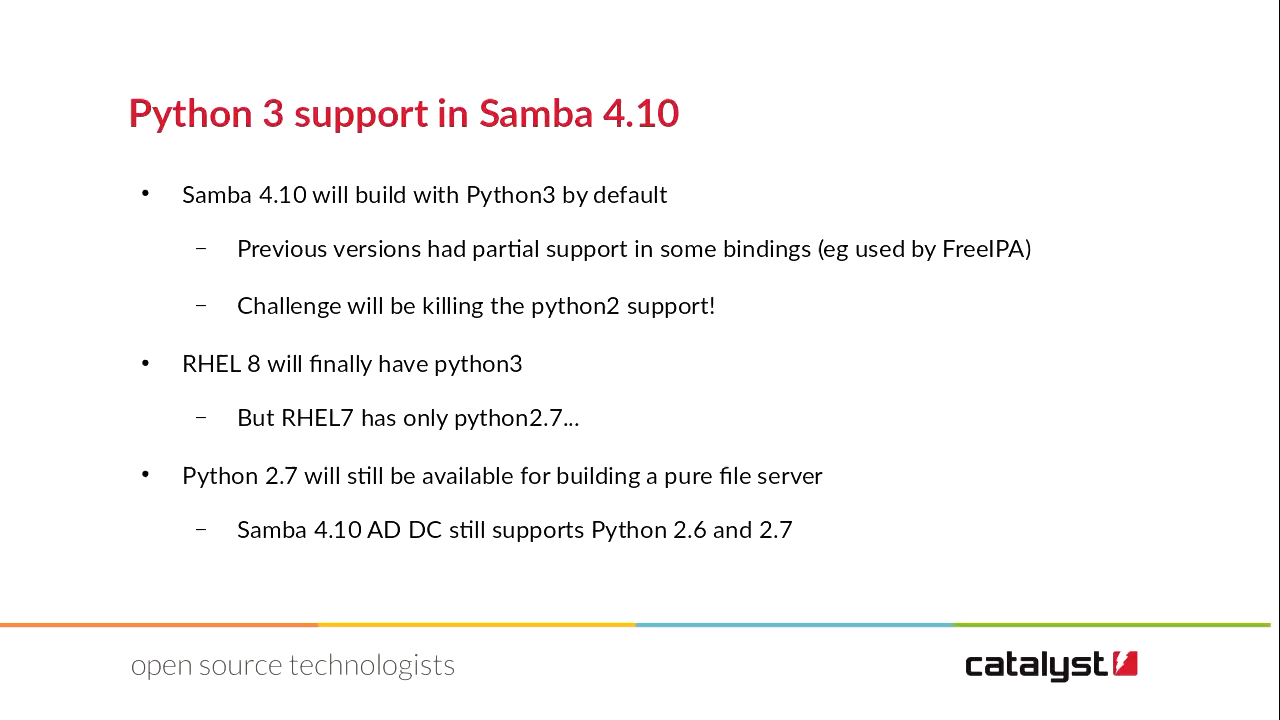 Python 3 support in Samba 4.10
• Samba 4.10 will build with Python3 by default
– Previous versions had partial support in some bindings (eg used by FreeIPA)
– Challenge will be killing the python2 support!
• RHEL 8 will finally have python3
– But RHEL7 has only python2.7...
• Python 2.7 will still be available for building a pure file server
– Samba 4.10 AD DC still supports Python 2.6 and 2.7
open source technologists
catalyst